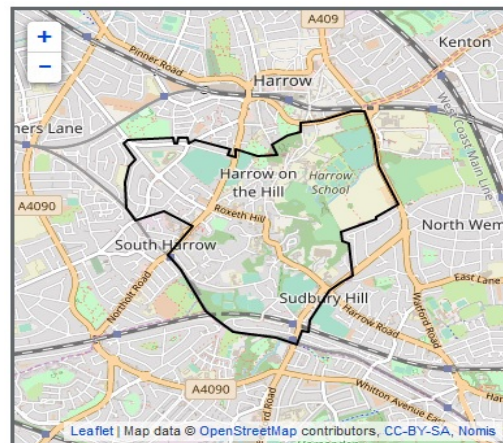 A409
Kenton
Pinner Road
+
−
Harrow
West Coast Main Line
ners Lane
Harrow on
the Hill
Harrow
School
A4090
Roxeth Hill
South Harrow
North Wem
East Lane
Northolt Road
Sudbury Hill
Watford Road
Harrow Road
A4090
Whitton Avenue East
Leaflet | Map data © OpenStreetMap contributors, CC-BY-SA, Nomis